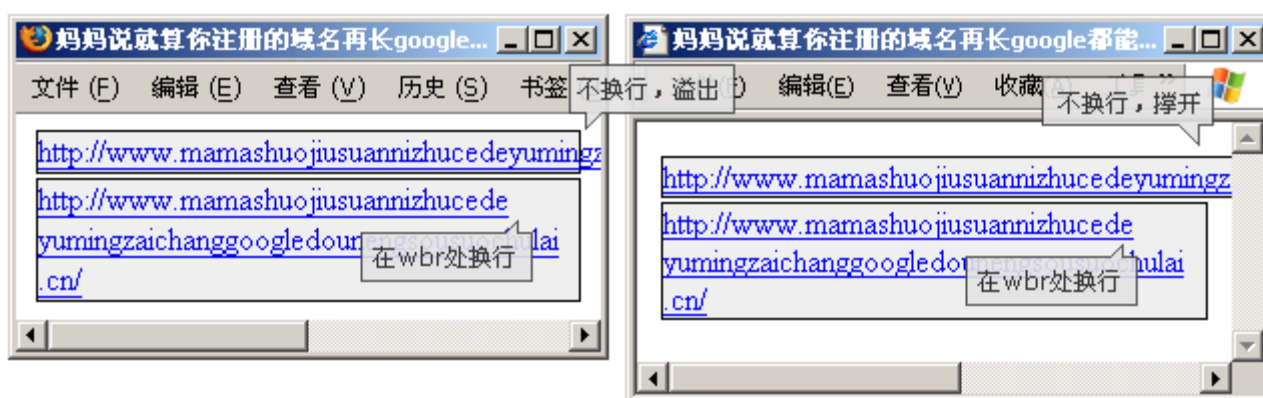 妈妈说就算你注册的域名再长google...
文件 (F) 编辑 (E) 查看 (V) 历史 (S) 书签
不换行，溢出
http://www.mamashuojiusuannizhucedeyumingz
http://www.mamashuojiusuannizhucede
yumingzaichanggoogledounengsousuochulai
.cn/
在wbr处换行
妈妈说就算你注册的域名再长google都能...
编辑(E) 查看(V) 收藏
不换行，撑开
http://www.mamashuojiusuannizhucedeyumingz
http://www.mamashuojiusuannizhucede
yumingzaichanggoogledounengsousuochulai
.cn/
在wbr处换行